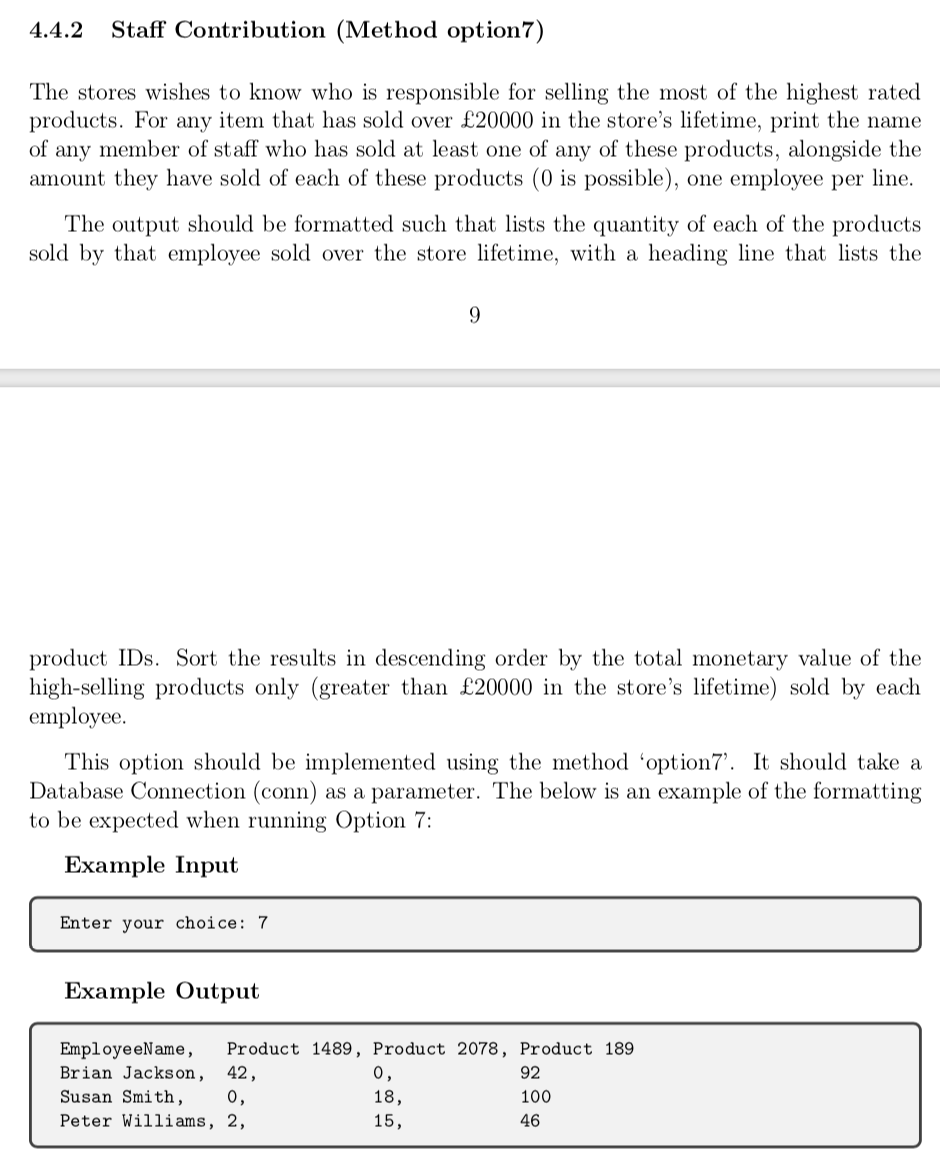 4.4.2 Staff Contribution (Method option7)
The stores wishes to know who is responsible for selling the most of the highest rated
products. For any item that has sold over £20000 in the store's lifetime, print the name
of any member of staff who has sold at least one of any of these products, alongside the
amount they have sold of each of these products (0 is possible), one employee per line.
The output should be formatted such that lists the quantity of each of the products
sold by that employee sold over the store lifetime, with a heading line that lists the
9
product IDs. Sort the results in descending order by the total monetary value of the
high-selling products only (greater than £20000 in the store's lifetime) sold by each
employee.
This option should be implemented using the method ‘option7’. It should take a
Database Connection (conn) as a parameter. The below is an example of the formatting
to be expected when running Option 7:
Example Input
Enter your choice: 7
Example Output
EmployeeName, Product 1489, Product 2078, Product 189
Brian Jackson, 42, 0, 92
Susan Smith, 0, 18, 100
Peter Williams, 2, 15, 46